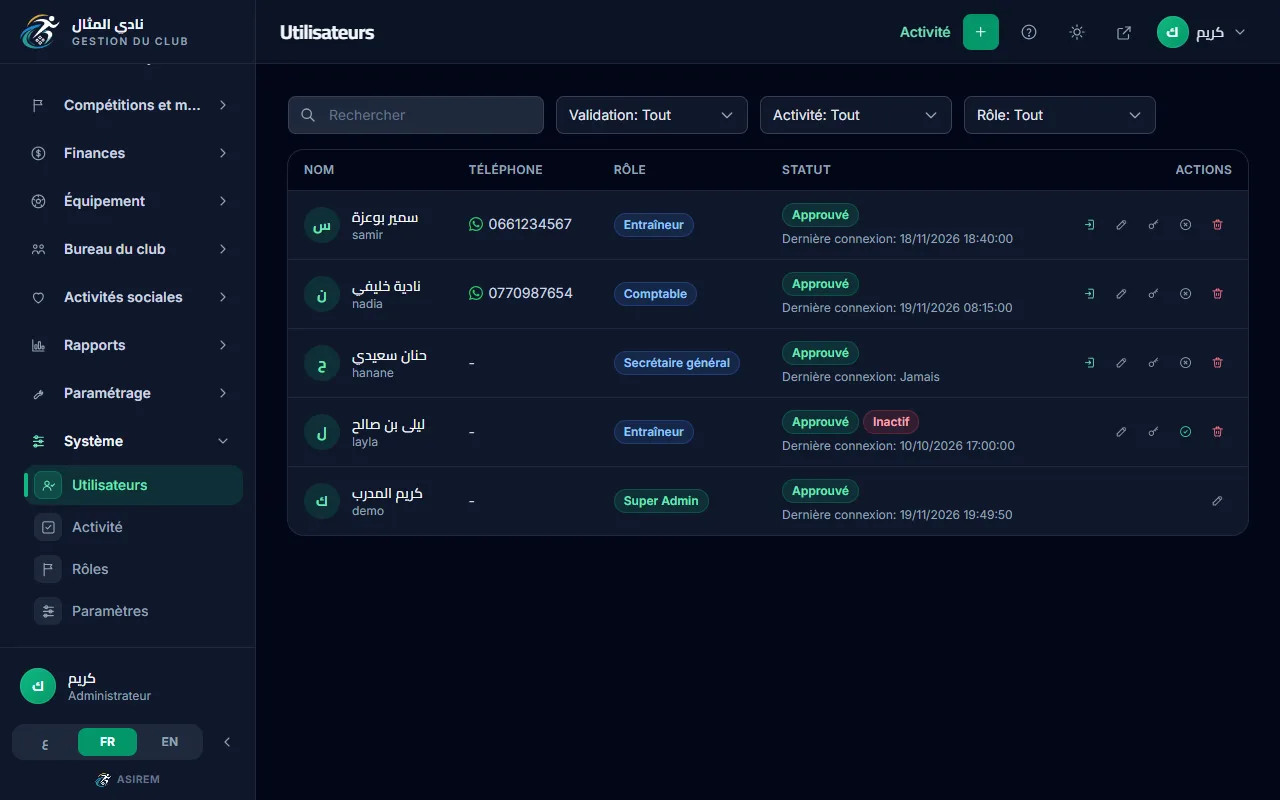 نادي المثال
GESTION DU CLUB
Compétitions et m...
Finances
Équipement
Bureau du club
Activités sociales
Rapports
Paramétrage
Système
Utilisateurs
Activité
Rôles
Paramètres
ك
كريم
Administrateur
ع
FR
EN
ASIREM
Utilisateurs
Activité
+
ك
كريم
Rechercher
Validation: Tout
Activité: Tout
Rôle: Tout
NOM TÉLÉPHONE RÔLE STATUT ACTIONS
س
سمير بوعزة
samir
0661234567
Entraîneur
Approuvé
Dernière connexion: 18/11/2026 18:40:00
ن
نادية خليفي
nadia
0770987654
Comptable
Approuvé
Dernière connexion: 19/11/2026 08:15:00
ح
حنان سعيدي
hanane
-
Secrétaire général
Approuvé
Dernière connexion: Jamais
ل
ليلى بن صالح
layla
-
Entraîneur
Approuvé Inactif
Dernière connexion: 10/10/2026 17:00:00
ك
كريم المدرب
demo
-
Super Admin
Approuvé
Dernière connexion: 19/11/2026 19:49:50